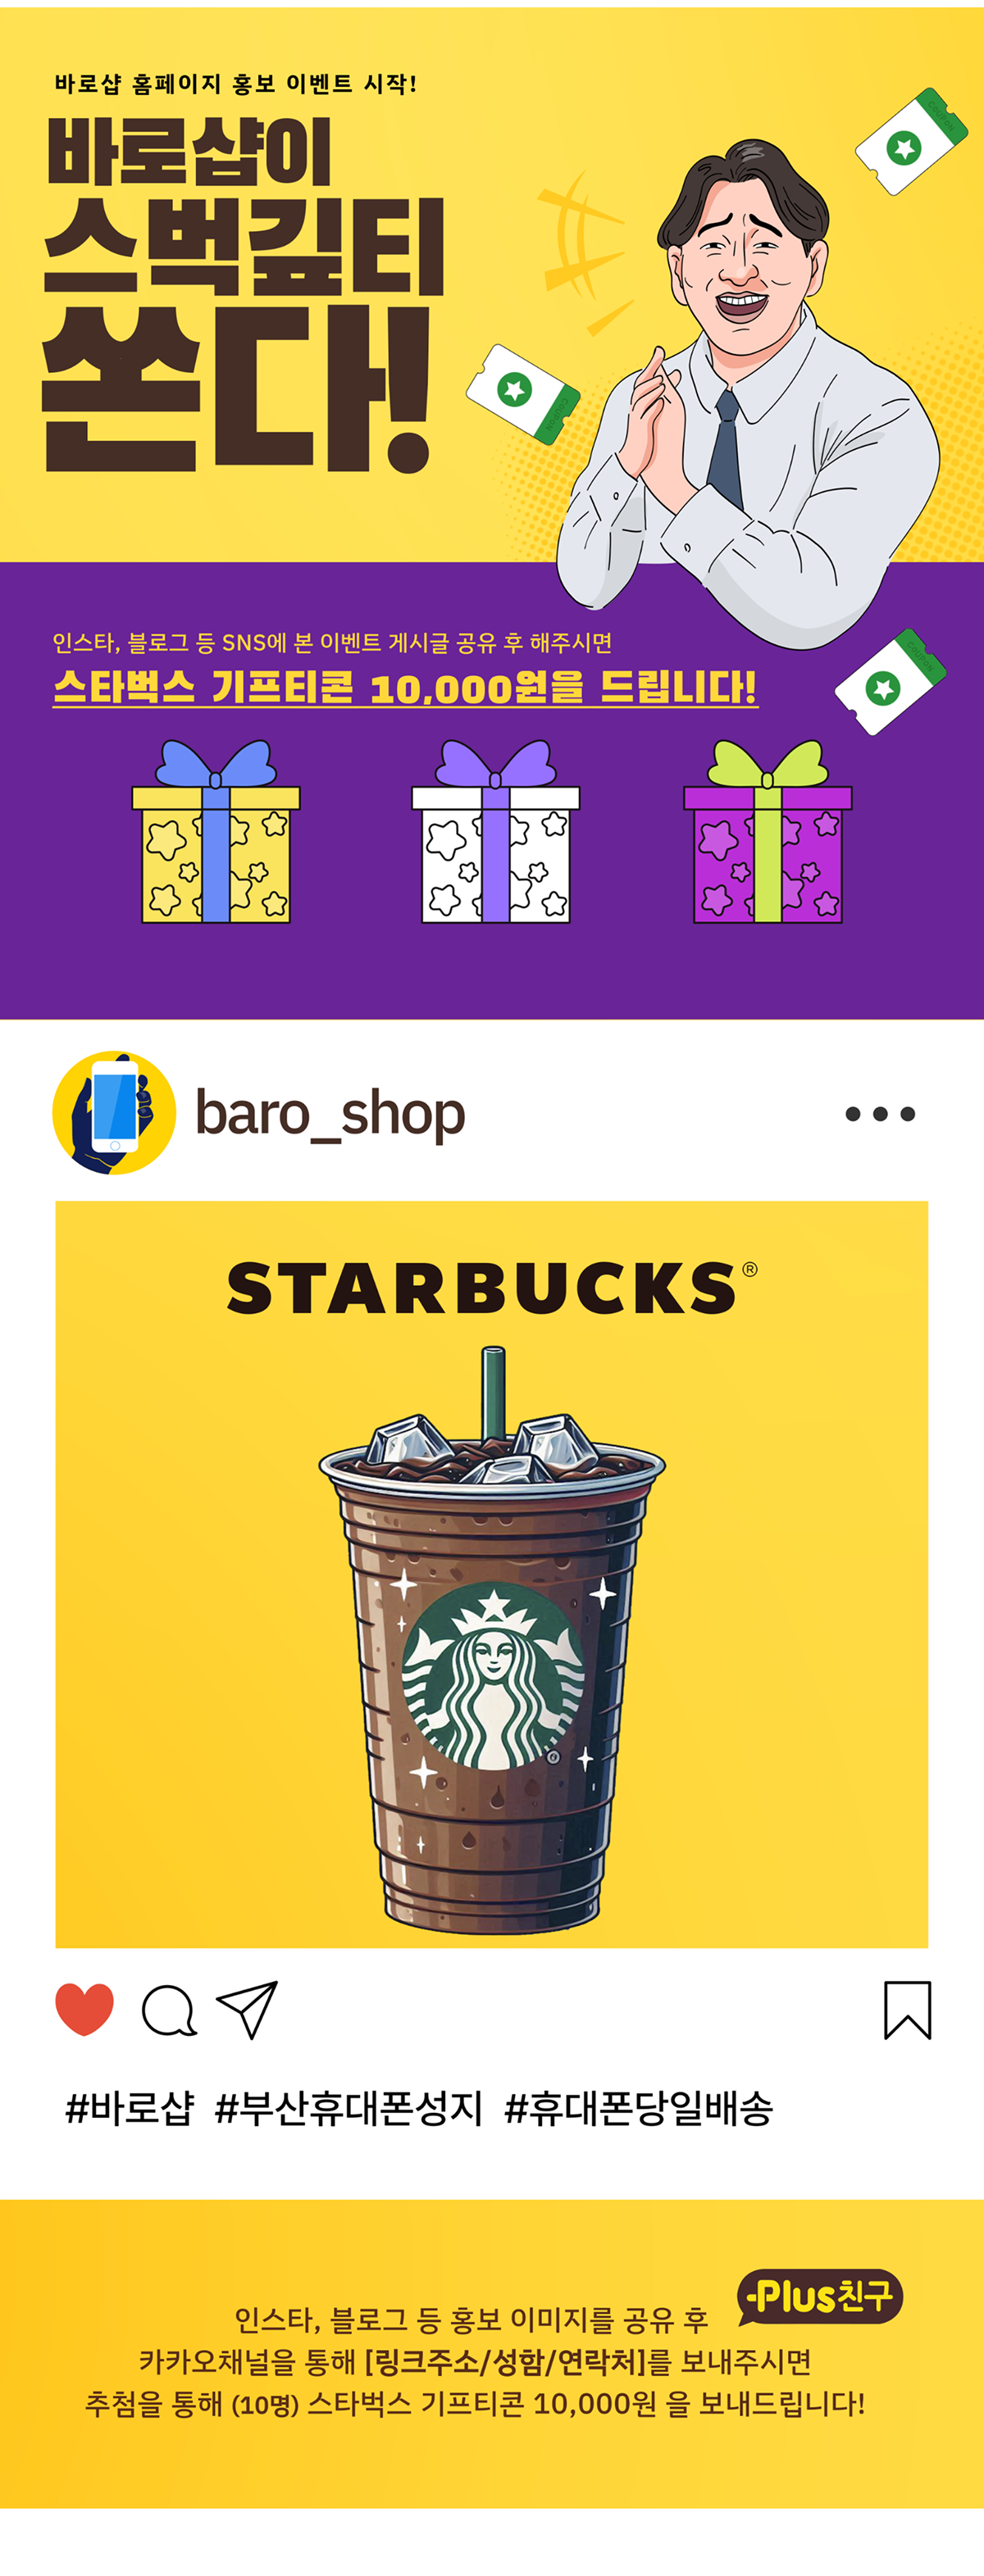 바로샵 홈페이지 홍보 이벤트 시작!
바로샵이
스벅깊티
쏜다!
COUPON
COUPON
인스타, 블로그 등 SNS에 본 이벤트 게시글 공유 후 해주시면
스타벅스 기프티콘 10,000원을 드립니다!
COUPON
baro_shop
STARBUCKS®
#바로샵 #부산휴대폰성지 #휴대폰당일배송
Plus친구
인스타, 블로그 등 홍보 이미지를 공유 후
카카오채널을 통해 [링크주소/성함/연락처]를 보내주시면
추첨을 통해 (10명) 스타벅스 기프티콘 10,000원 을 보내드립니다!